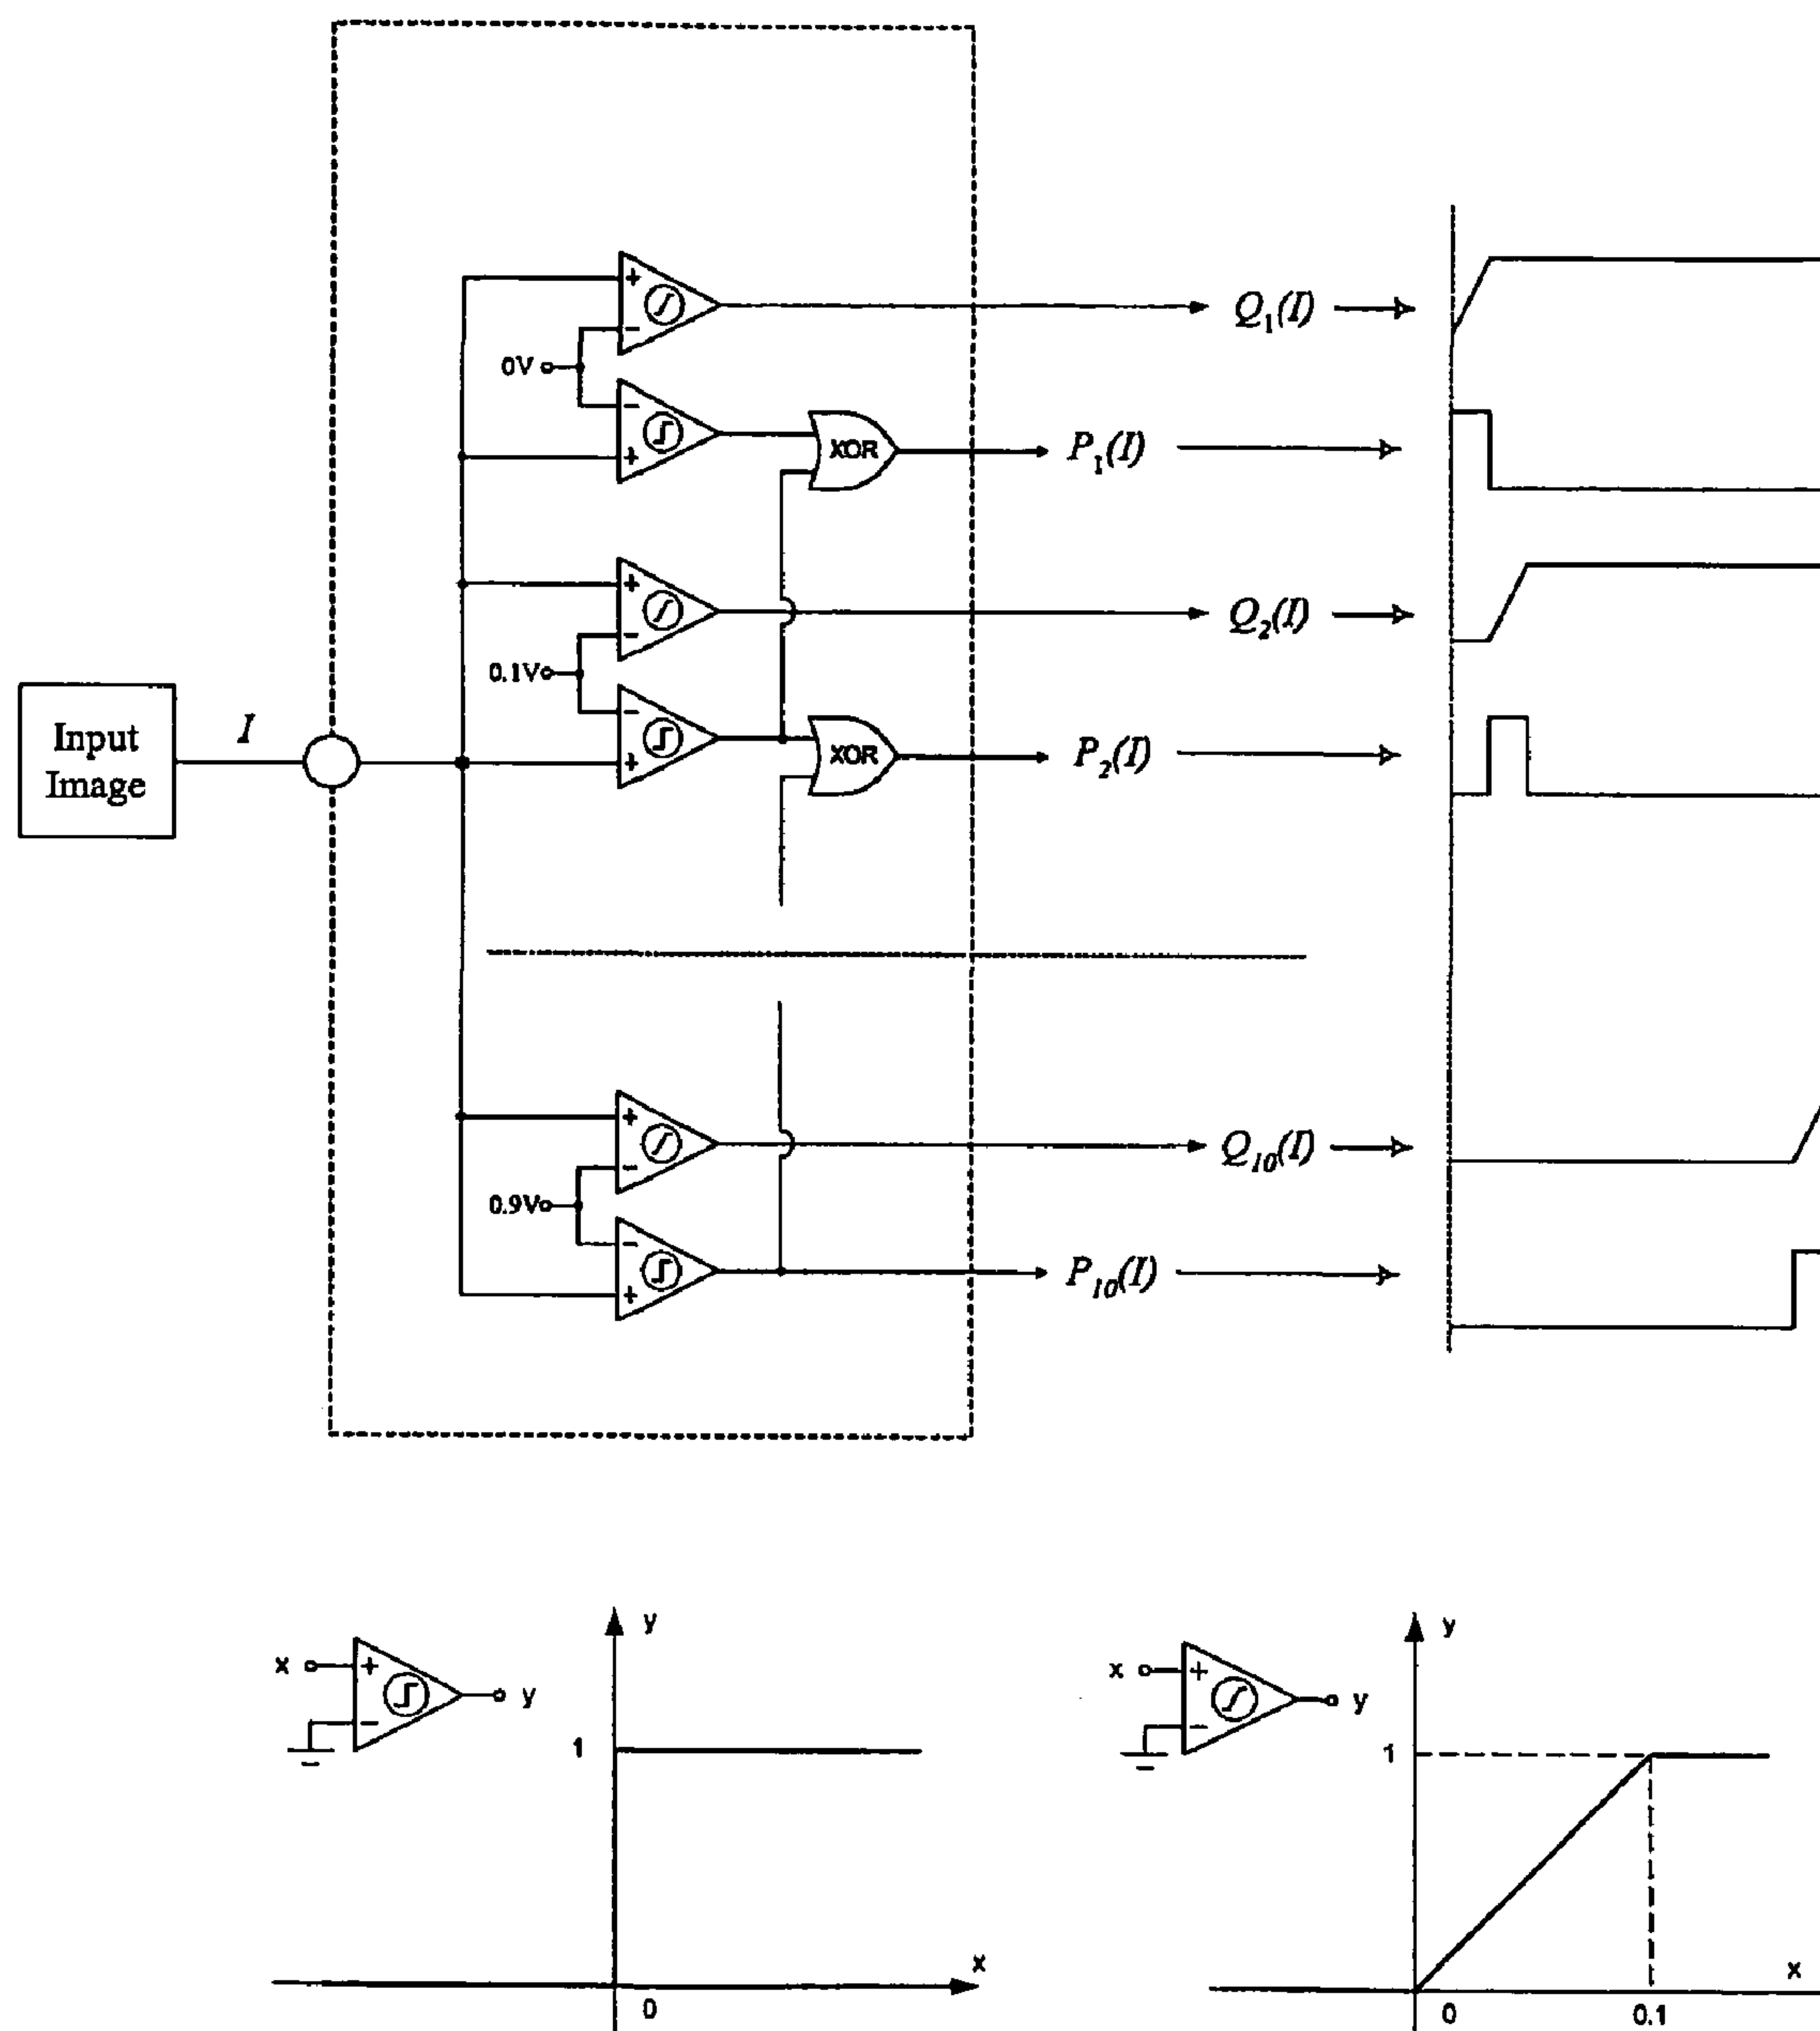 +
−
Q₁(I)
0V
−
+
XOR
P₁(I)
+
−
Q₂(I)
0.1V
−
+
XOR
P₂(I)
Input
Image
I
+
−
Q₁₀(I)
0.9V
−
+
P₁₀(I)
y
x
+
−
y
1
x
0
y
x
+
−
y
1
x
0
0.1